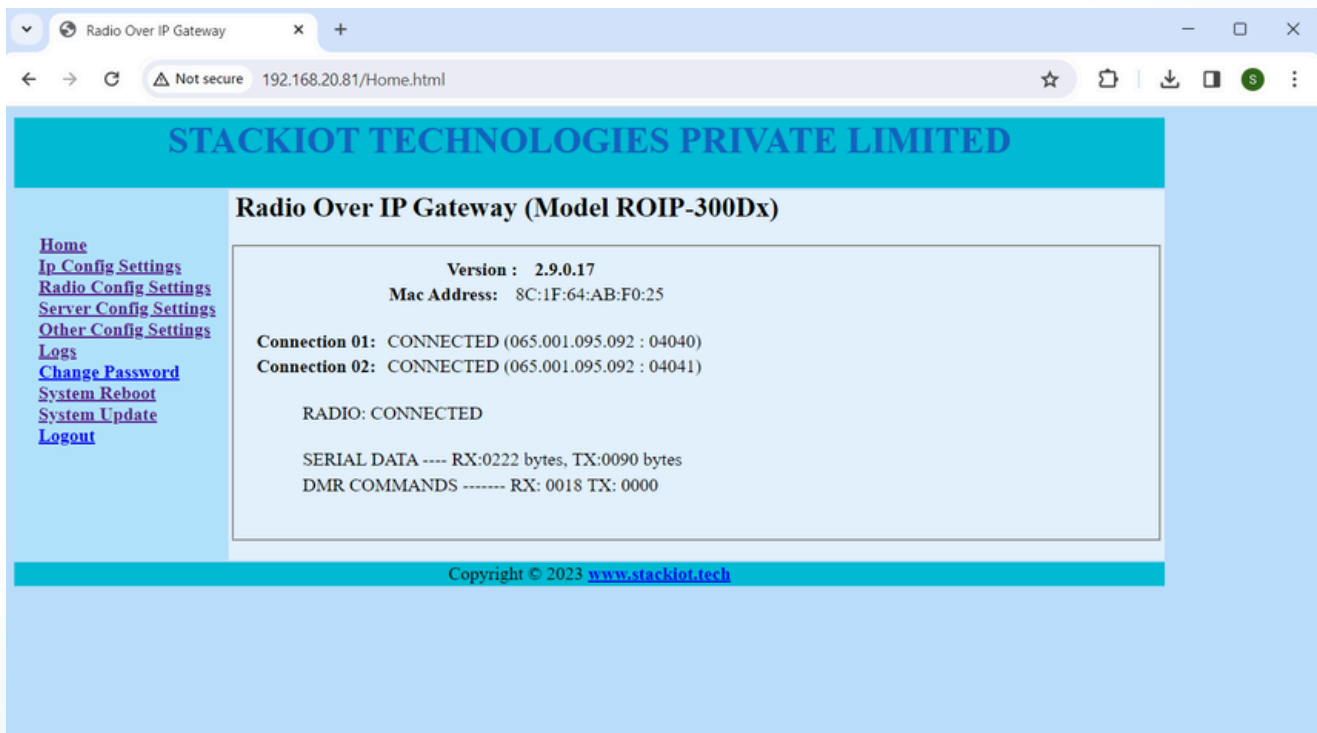 Radio Over IP Gateway
Not secure 192.168.20.81/Home.html
S
STACKIOT TECHNOLOGIES PRIVATE LIMITED
Radio Over IP Gateway (Model ROIP-300Dx)
Home
Ip Config Settings
Radio Config Settings
Server Config Settings
Other Config Settings
Logs
Change Password
System Reboot
System Update
Logout
Version : 2.9.0.17
Mac Address: 8C:1F:64:AB:F0:25
Connection 01: CONNECTED (065.001.095.092 : 04040)
Connection 02: CONNECTED (065.001.095.092 : 04041)
RADIO: CONNECTED
SERIAL DATA ---- RX:0222 bytes, TX:0090 bytes
DMR COMMANDS ------- RX: 0018 TX: 0000
Copyright © 2023 www.stackiot.tech